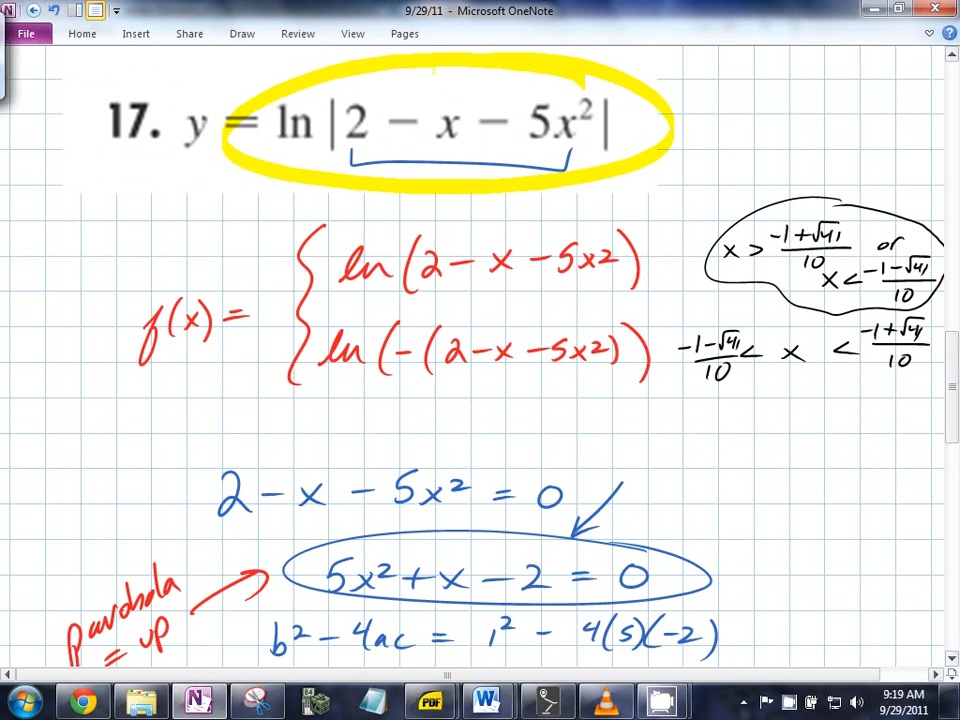 9/29/11 - Microsoft OneNote
File Home Insert Share Draw Review View Pages
17. y = ln |2 − x − 5x²|
f(x) = { ln(2 − x − 5x²) x > (-1+√41)/10 or x < (-1-√41)/10
ln(-(2 − x − 5x²)) (-1-√41)/10 < x < (-1+√41)/10
2 − x − 5x² = 0
5x² + x − 2 = 0
parabola
up
b² − 4ac = 1² − 4(5)(-2)
PDF
9:19 AM
9/29/2011